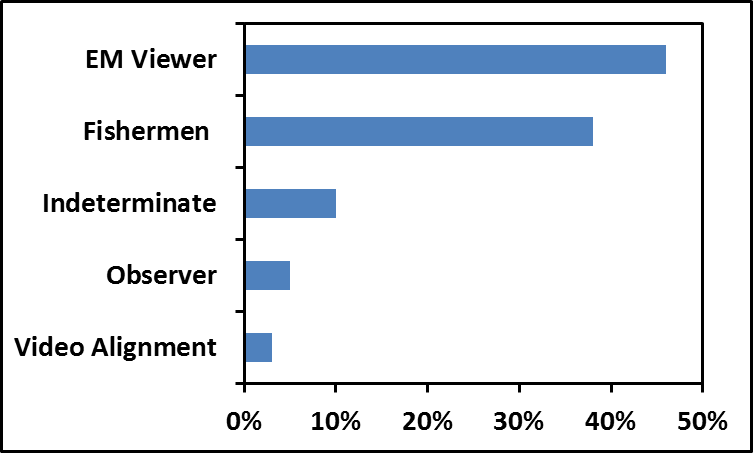 EM Viewer
Fishermen
Indeterminate
Observer
Video Alignment
0% 10% 20% 30% 40% 50%